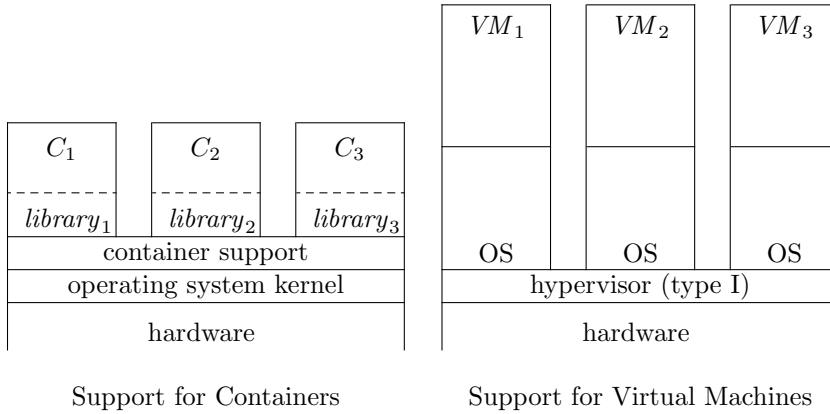 C₁ C₂ C₃
library₁ library₂ library₃
container support
operating system kernel
hardware
Support for Containers
VM₁ VM₂ VM₃
OS OS OS
hypervisor (type I)
hardware
Support for Virtual Machines